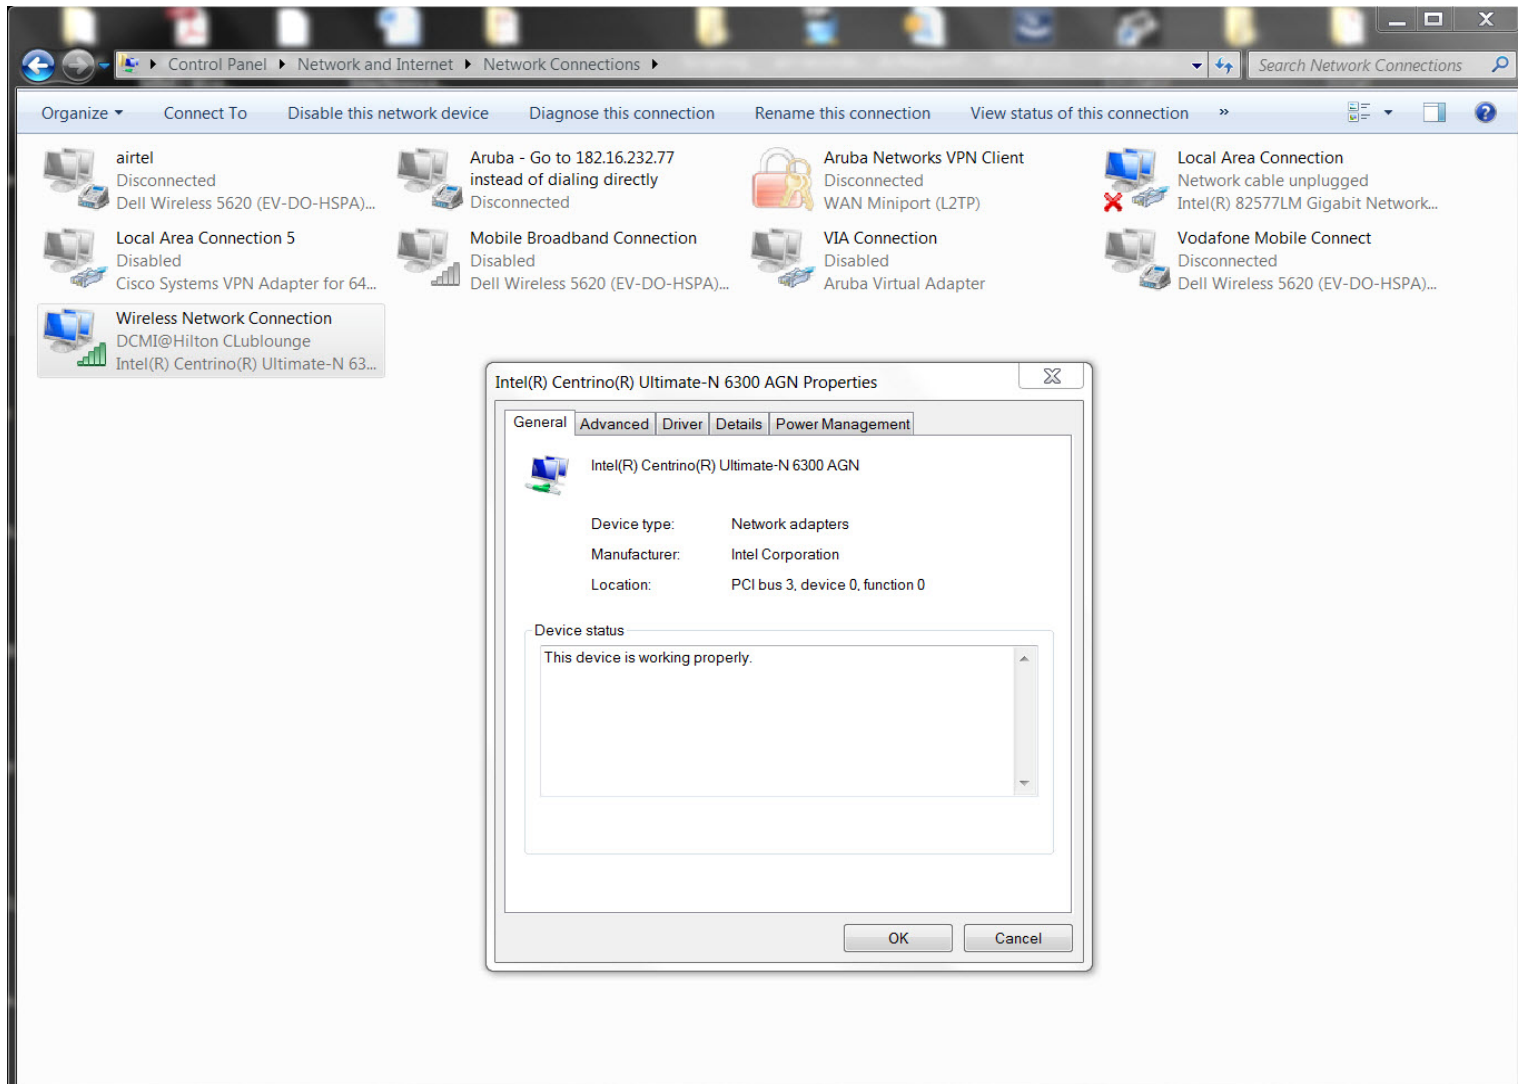 Control Panel Network and Internet Network Connections
Search Network Connections
Organize Connect To Disable this network device Diagnose this connection Rename this connection View status of this connection »
airtel
Disconnected
Dell Wireless 5620 (EV-DO-HSPA)...
Aruba - Go to 182.16.232.77
instead of dialing directly
Disconnected
Aruba Networks VPN Client
Disconnected
WAN Miniport (L2TP)
Local Area Connection
Network cable unplugged
Intel(R) 82577LM Gigabit Network...
Local Area Connection 5
Disabled
Cisco Systems VPN Adapter for 64...
Mobile Broadband Connection
Disabled
Dell Wireless 5620 (EV-DO-HSPA)...
VIA Connection
Disabled
Aruba Virtual Adapter
Vodafone Mobile Connect
Disconnected
Dell Wireless 5620 (EV-DO-HSPA)...
Wireless Network Connection
DCMI@Hilton CLublounge
Intel(R) Centrino(R) Ultimate-N 63...
Intel(R) Centrino(R) Ultimate-N 6300 AGN Properties
General Advanced Driver Details Power Management
Intel(R) Centrino(R) Ultimate-N 6300 AGN
Device type: Network adapters
Manufacturer: Intel Corporation
Location: PCI bus 3, device 0, function 0
Device status
This device is working properly.
OK Cancel